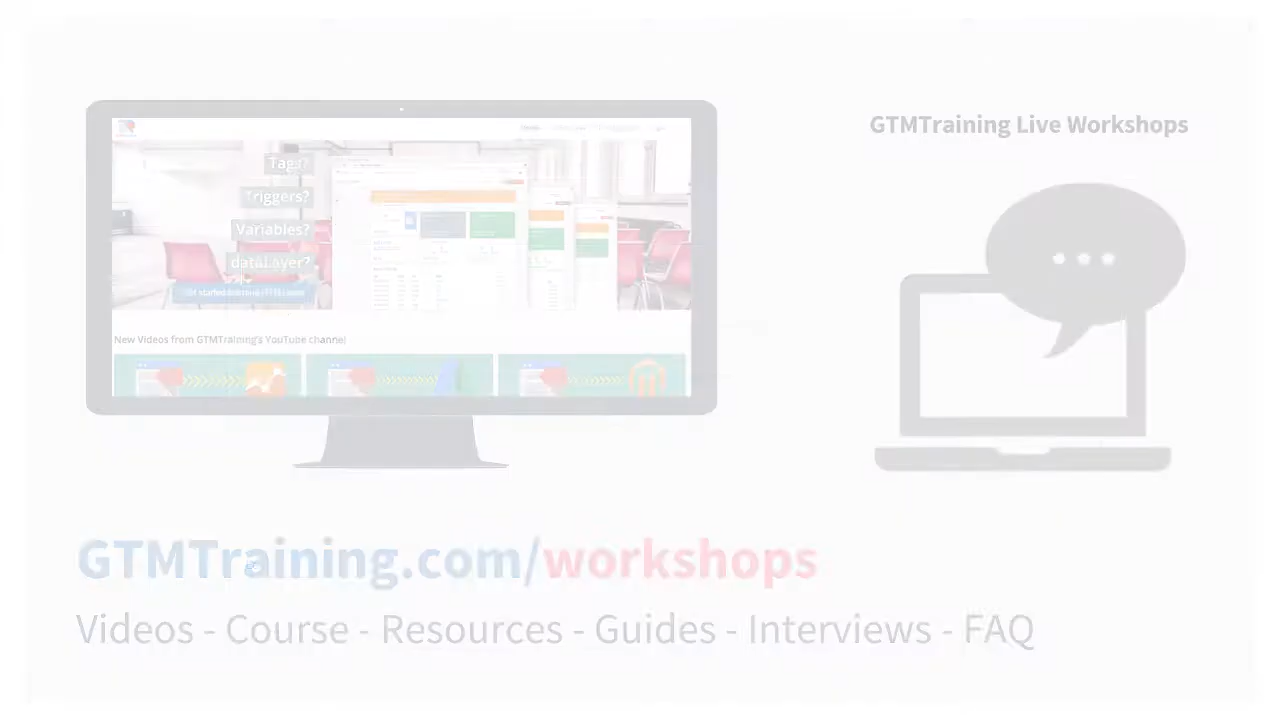 GTMTraining Live Workshops
Tags?
Triggers?
Variables?
dataLayer?
New Videos from GTMTraining's YouTube channel
GTMTraining.com/workshops
Videos - Course - Resources - Guides - Interviews - FAQ